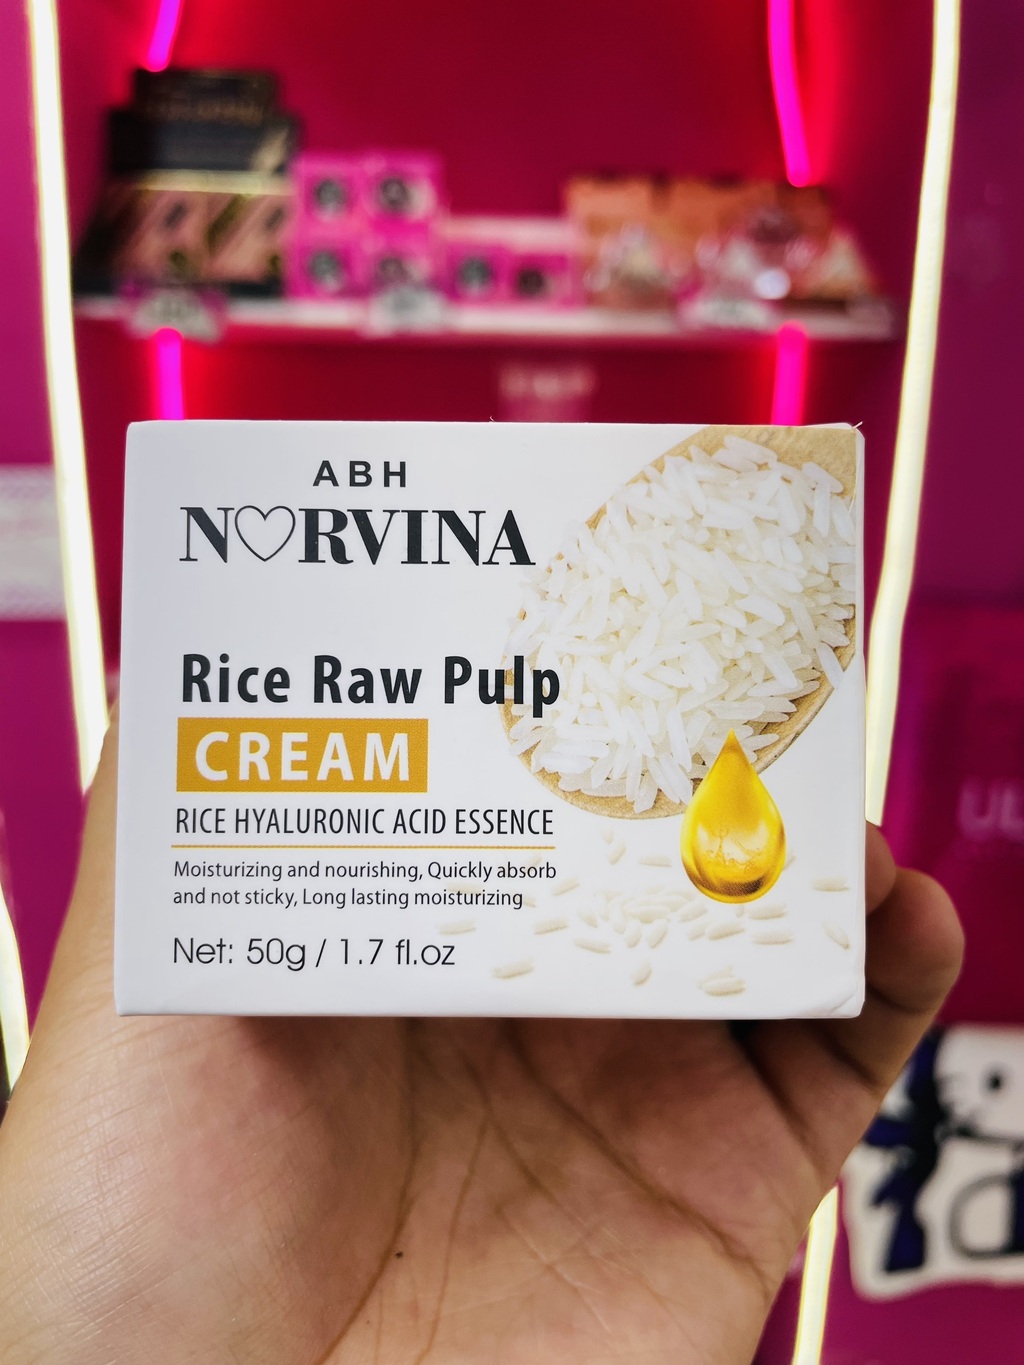 ABH
NORVINA
Rice Raw Pulp
CREAM
RICE HYALURONIC ACID ESSENCE
Moisturizing and nourishing, Quickly absorb
and not sticky, Long lasting moisturizing
Net: 50g / 1.7 fl.oz